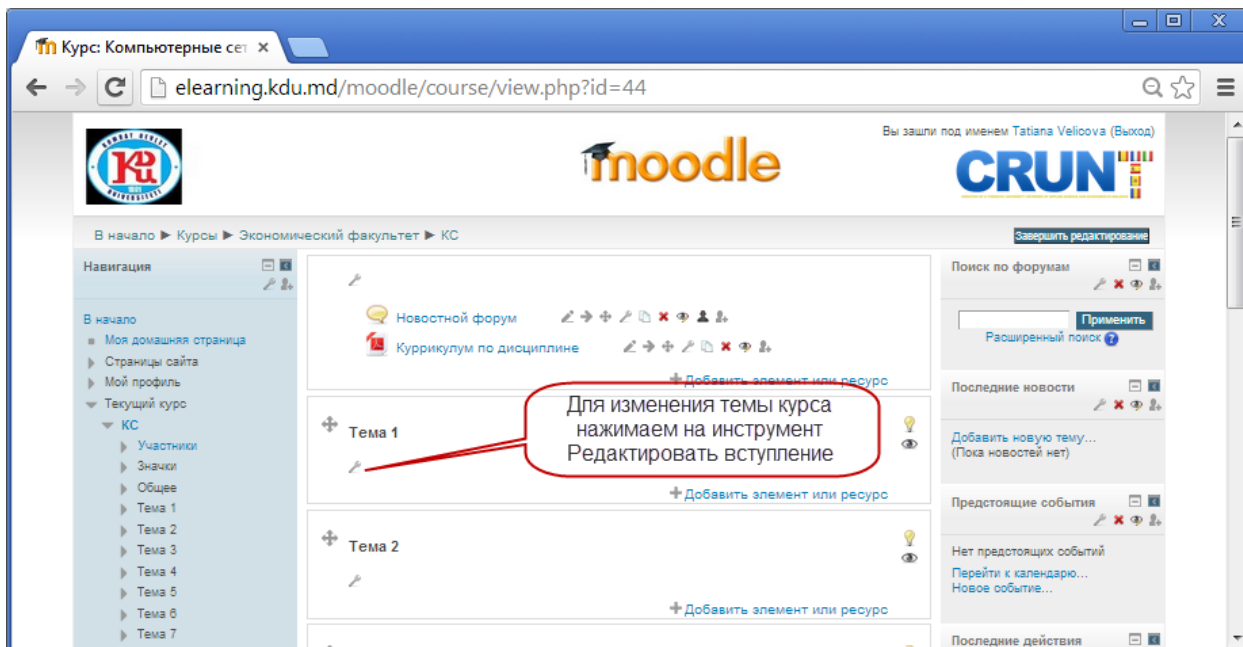 Курс: Компьютерные сет
elearning.kdu.md/moodle/course/view.php?id=44
Вы зашли под именем Tatiana Velicova (Выход)
moodle
CRUNT
В начало ► Курсы ► Экономический факультет ► КС
Завершить редактирование
Навигация
В начало
Моя домашняя страница
Страницы сайта
Мой профиль
Текущий курс
КС
Участники
Значки
Общее
Тема 1
Тема 2
Тема 3
Тема 4
Тема 5
Тема 6
Тема 7
Новостной форум
Куррикулум по дисциплине
Добавить элемент или ресурс
Тема 1
Для изменения темы курса
нажимаем на инструмент
Редактировать вступление
Добавить элемент или ресурс
Тема 2
Добавить элемент или ресурс
Поиск по форумам
Применить
Расширенный поиск
Последние новости
Добавить новую тему...
(Пока новостей нет)
Предстоящие события
Нет предстоящих событий
Перейти к календарю...
Новое событие...
Последние действия